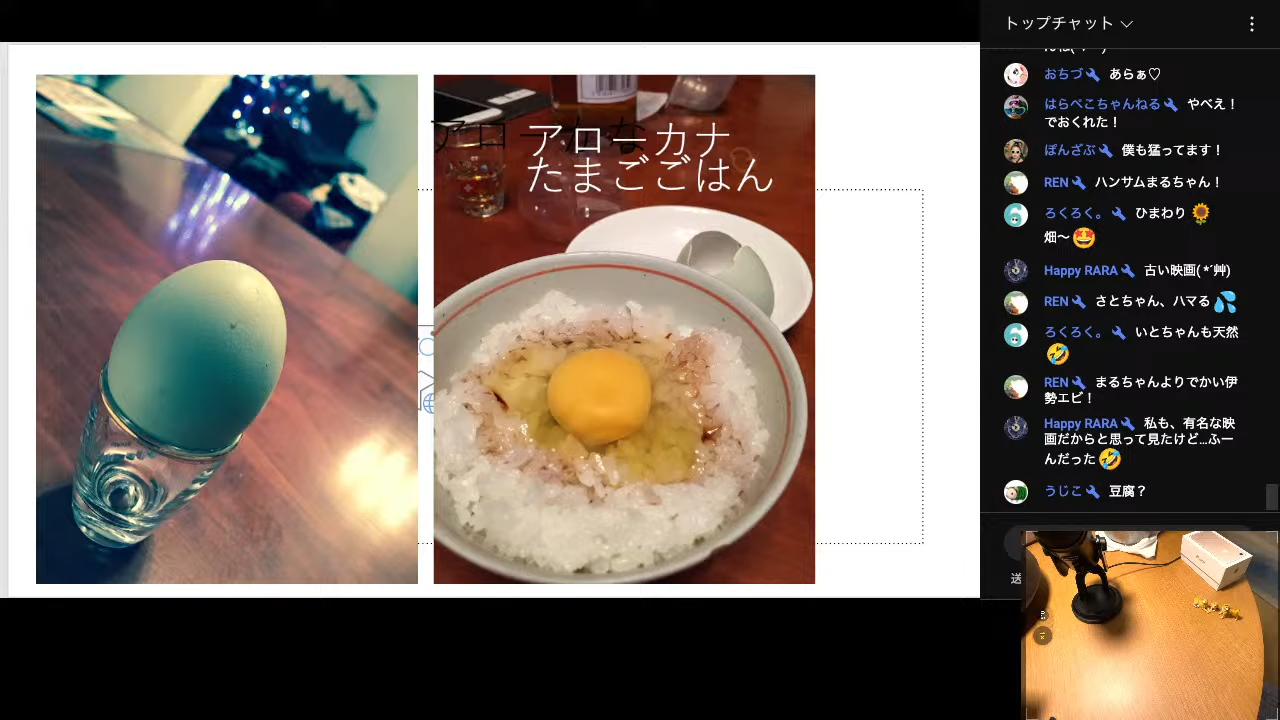 アローカナ
たまごごはん
トップチャット
おちづ あらぁ♡
はらぺこちゃんねる やべえ！
でおくれた！
ぽんざぶ 僕も猛ってます！
REN ハンサムまるちゃん！
ろくろく。 ひまわり🌻
畑〜🤩
Happy RARA 古い映画(*´艸)
REN さとちゃん、ハマる💦
ろくろく。 いとちゃんも天然
🤣
REN まるちゃんよりでかい伊
勢エビ！
Happy RARA 私も、有名な映
画だからと思って見たけど…ふー
んだった🤣
うじこ 豆腐？
送